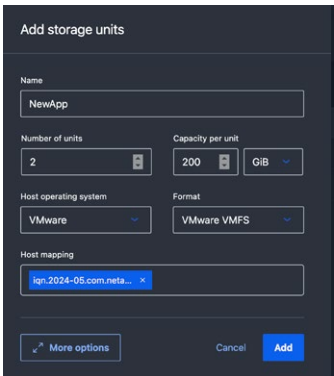 Add storage units
Name
NewApp
Number of units
Capacity per unit
2
200
GiB
Host operating system
Format
VMware
VMware VMFS
Host mapping
iqn.2024-05.com.neta... ×
More options
Cancel
Add